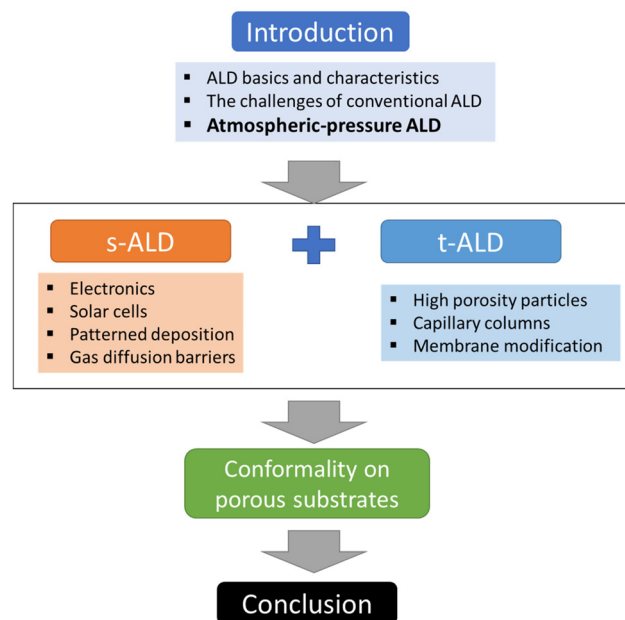 Introduction
▪ ALD basics and characteristics
▪ The challenges of conventional ALD
▪ Atmospheric-pressure ALD
s-ALD
▪ Electronics
▪ Solar cells
▪ Patterned deposition
▪ Gas diffusion barriers
t-ALD
▪ High porosity particles
▪ Capillary columns
▪ Membrane modification
Conformality on
porous substrates
Conclusion